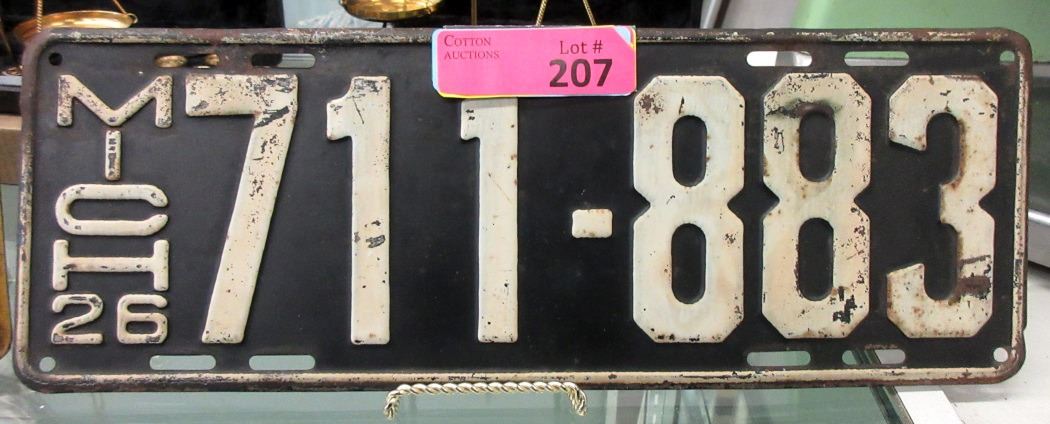 COTTON
AUCTIONS
Lot #
207
MICH
26
711-883